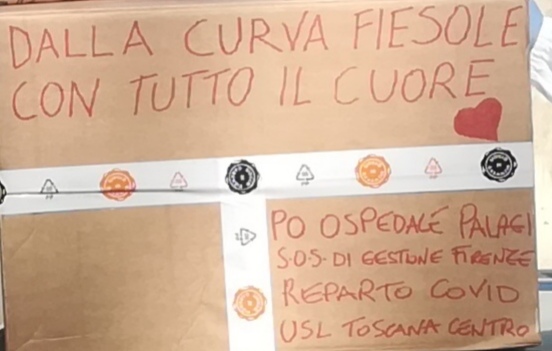 DALLA CURVA FIESOLE
CON TUTTO IL CUORE
PO OSPEDALE PALAGI
S.O.S. DI GESTIONE FIRENZE
REPARTO COVID
USL TOSCANA CENTRO